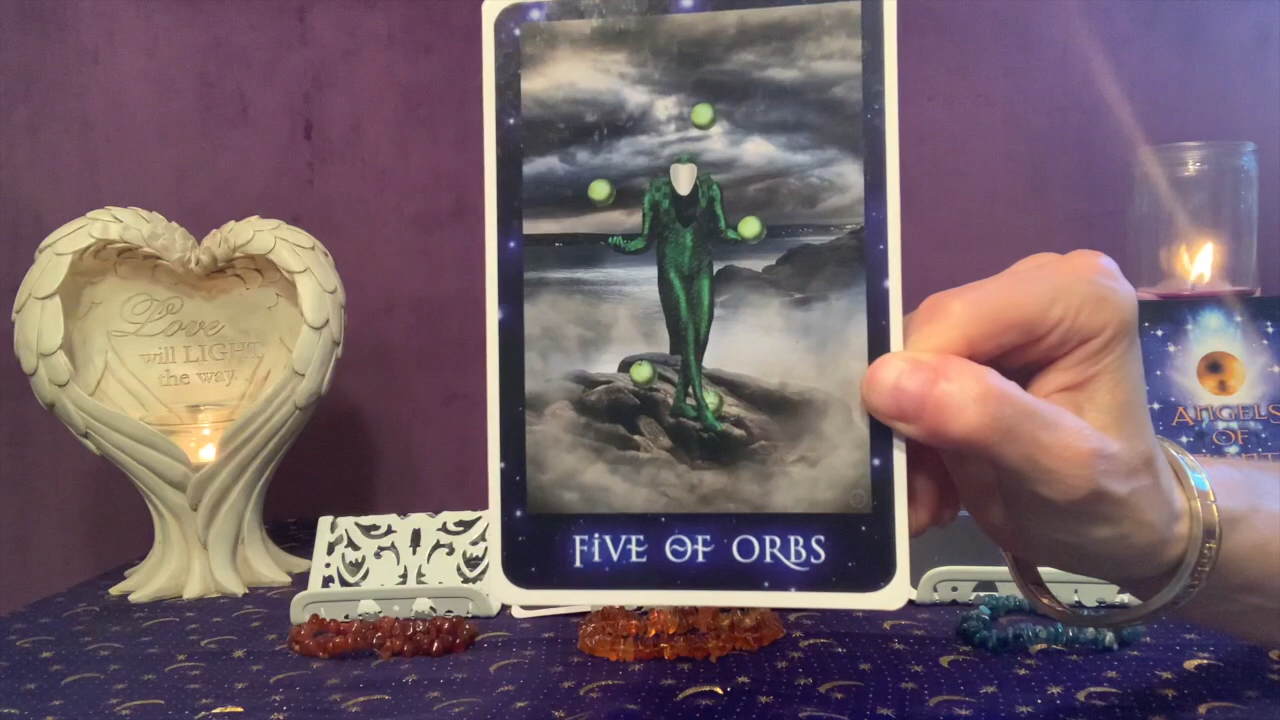 Love
will LIGHT
the way.
FiVE OF ORBS
ANGELS
OF